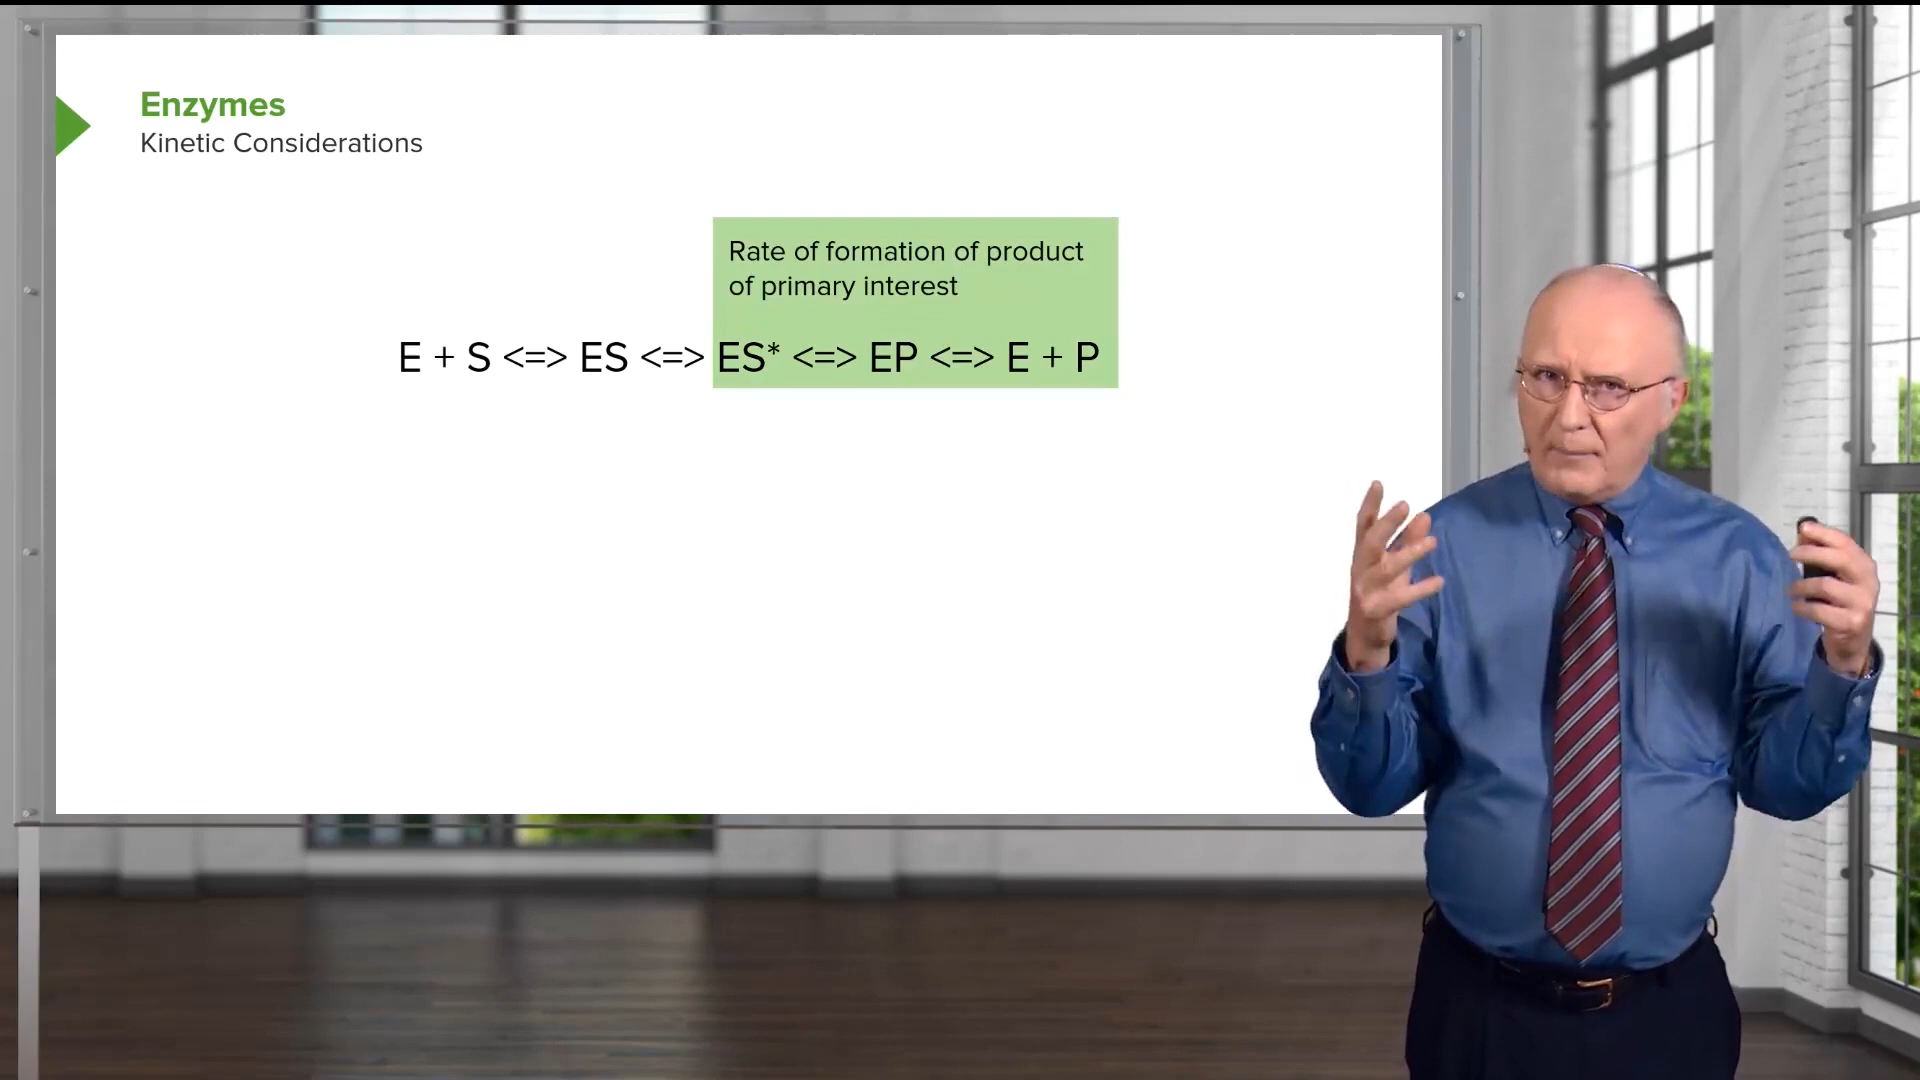 Enzymes
Kinetic Considerations
Rate of formation of product
of primary interest
E + S <=> ES <=> ES* <=> EP <=> E + P